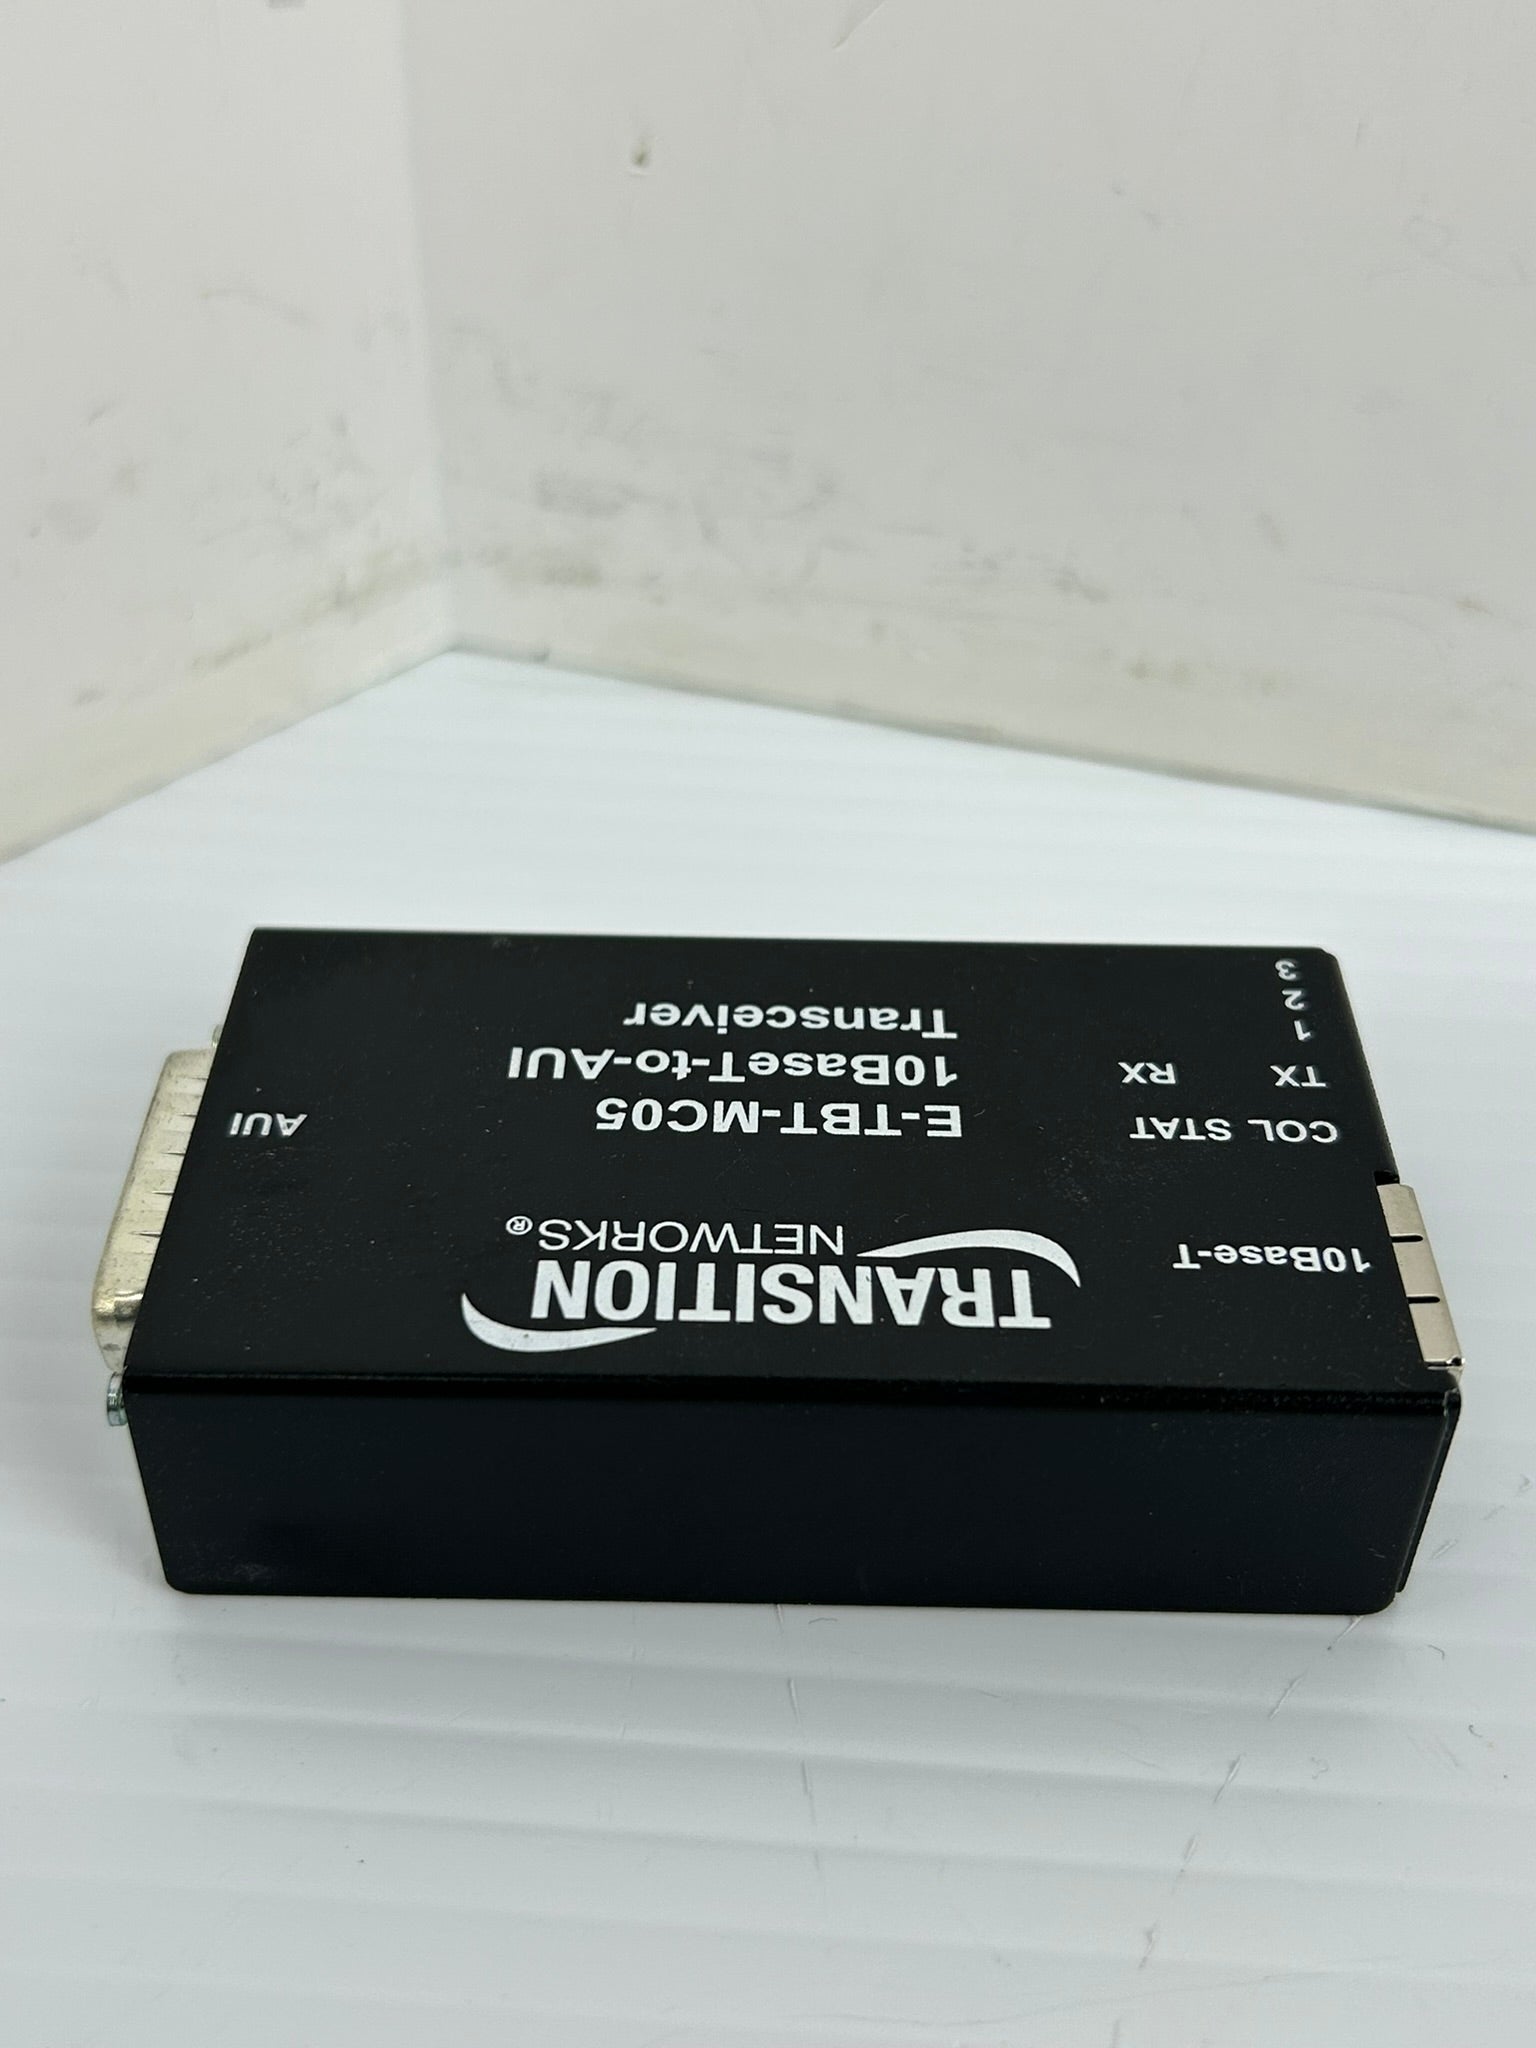 10Base-T
TRANSITION
NETWORKS®
COL STAT
TX RX
1
2
3
E-TBT-MC05
10BaseT-to-AUI
Transceiver
AUI